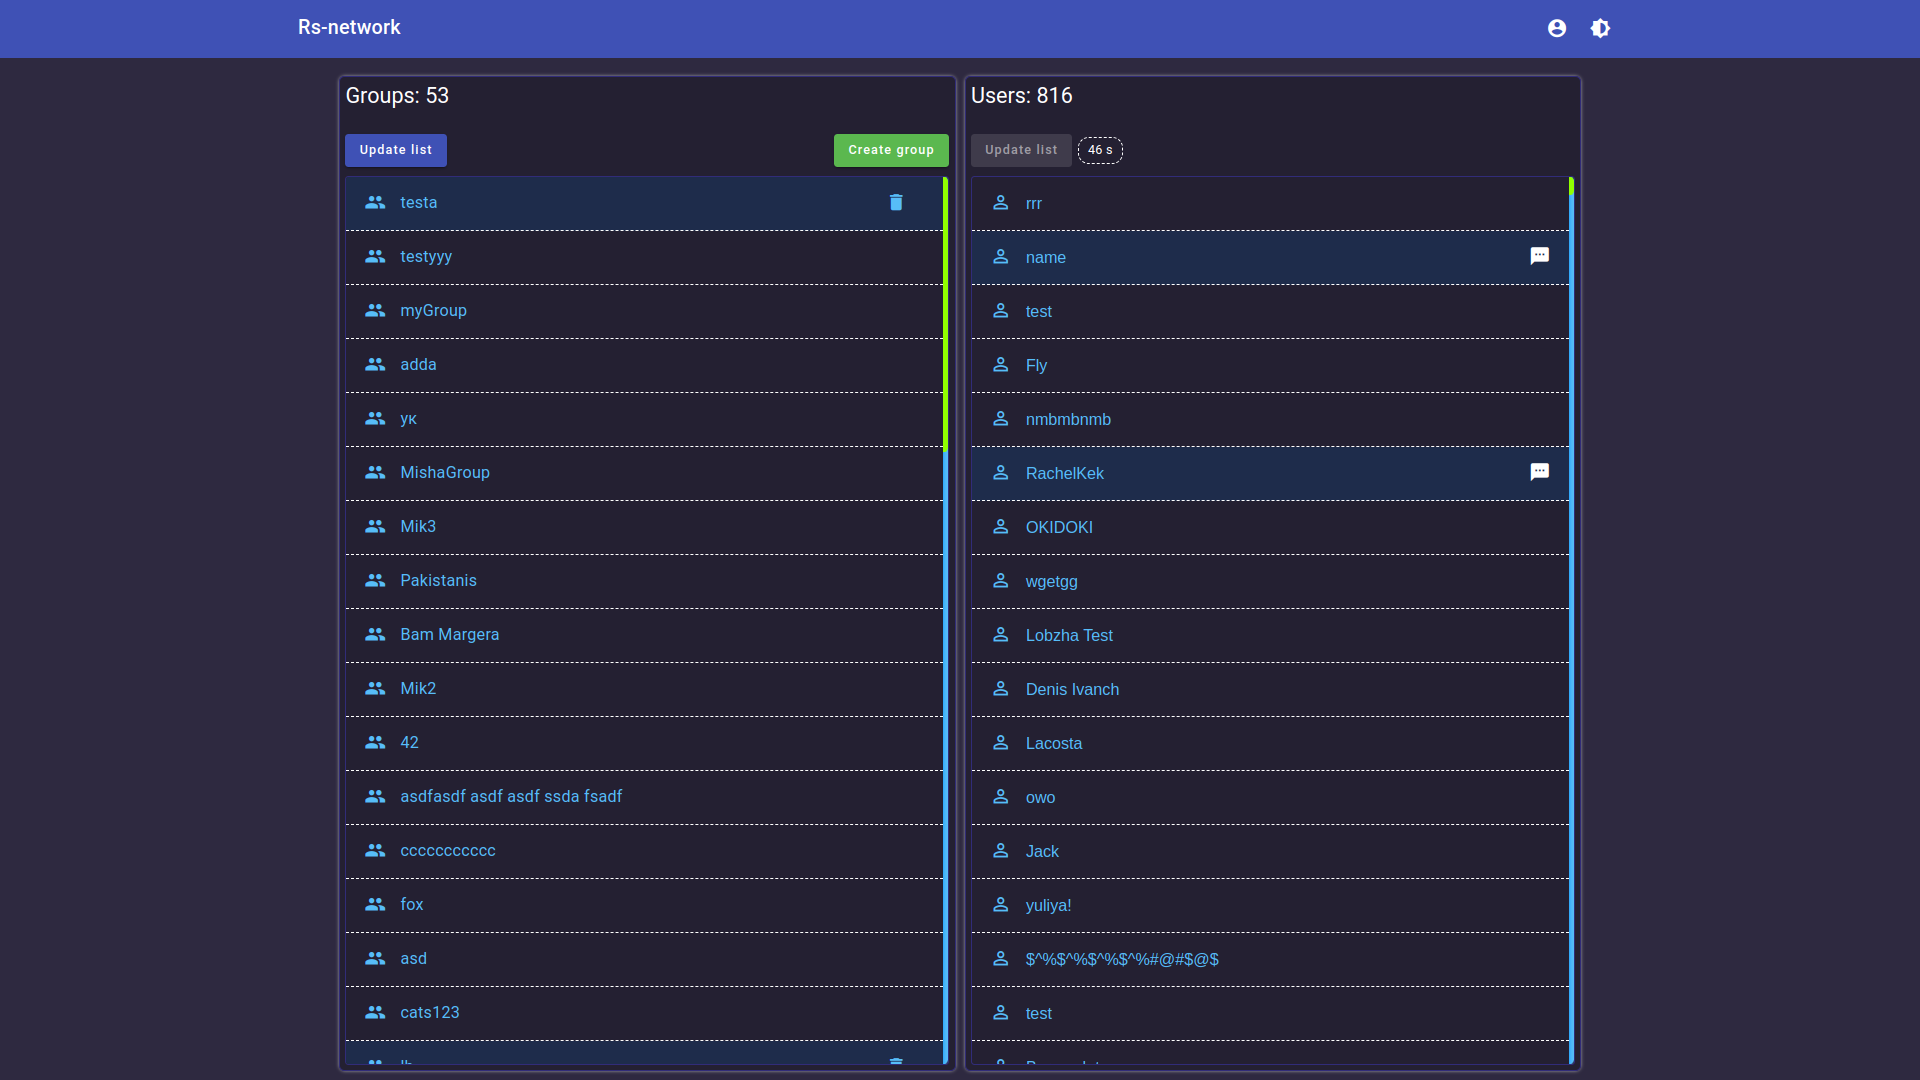 Rs-network
Groups: 53
Update list
Create group
testa
testyyy
myGroup
adda
ук
MishaGroup
Mik3
Pakistanis
Bam Margera
Mik2
42
asdfasdf asdf asdf ssda fsadf
ccccccccccc
fox
asd
cats123
Users: 816
Update list
46 s
rrr
name
test
Fly
nmbmbnmb
RachelKek
OKIDOKI
wgetgg
Lobzha Test
Denis Ivanch
Lacosta
owo
Jack
yuliya!
$^%$^%$^%$^%#@#$@$
test